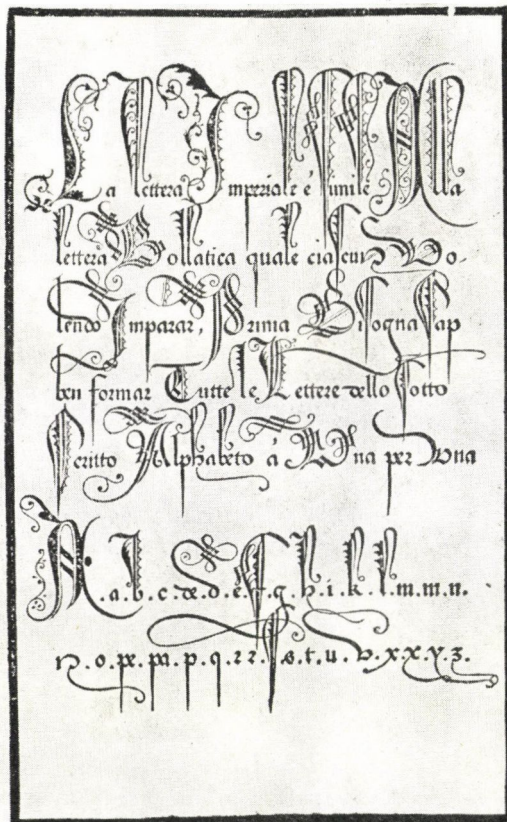 La lettera Imperiale é simile Alla
lettera Bollatica quale ciascuno Vo-
lendo Imparar, Prima Bisogna Sap
ben formar Tutte le Lettere dello sotto
scritto Alphabeto a Una per Una
A.a.b.c.d.d.e.f.g.h.i.k.l.m.m.n.
n.o.p.p.q.r.r.s.s.t.u.v.x.x.y.z.